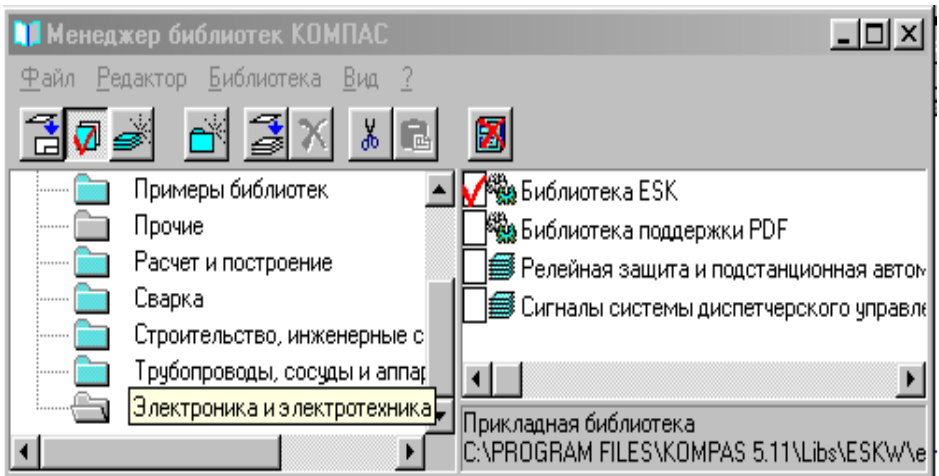 Менеджер библиотек КОМПАС
Файл Редактор Библиотека Вид ?
Примеры библиотек
Прочие
Расчет и построение
Сварка
Строительство, инженерные с
Трубопроводы, сосуды и аппар
Электроника и электротехника
Библиотека ESK
Библиотека поддержки PDF
Релейная защита и подстанционная автом
Сигналы системы диспетчерского управле
Прикладная библиотека
C:\PROGRAM FILES\KOMPAS 5.11\Libs\ESKW\e